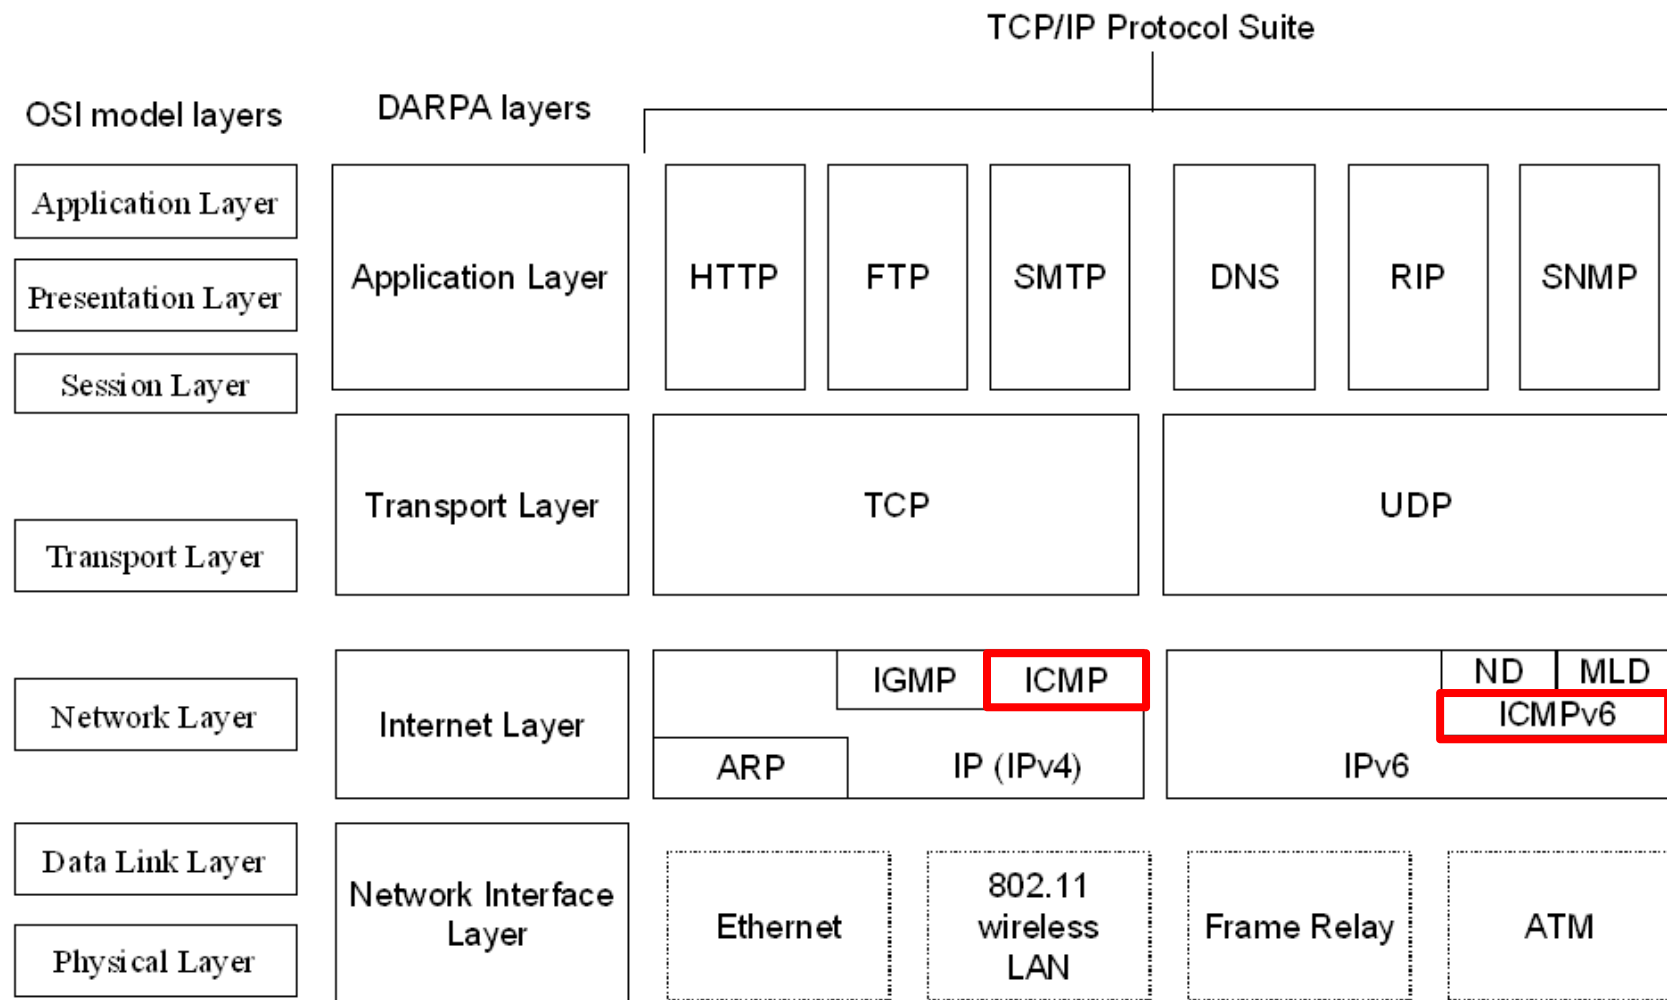 TCP/IP Protocol Suite
OSI model layers
DARPA layers
Application Layer
Presentation Layer
Session Layer
Application Layer
HTTP
FTP
SMTP
DNS
RIP
SNMP
Transport Layer
Transport Layer
TCP
UDP
Network Layer
Internet Layer
IGMP
ICMP
ARP
IP (IPv4)
ND
MLD
ICMPv6
IPv6
Data Link Layer
Physical Layer
Network Interface
Layer
Ethernet
802.11
wireless
LAN
Frame Relay
ATM